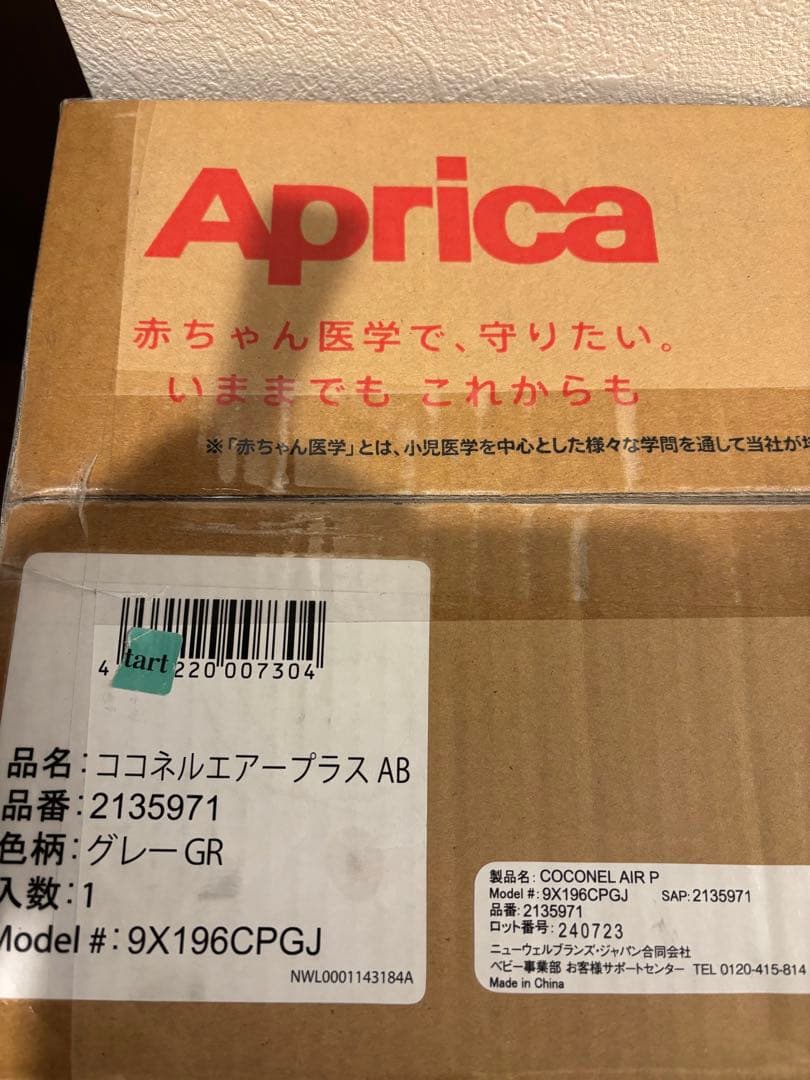 Aprica
赤ちゃん医学で、守りたい。
いままでも これからも
※「赤ちゃん医学」とは、小児医学を中心とした様々な学問を通して当社が
4
tart
220 007304
品名:ココネルエアープラス AB
品番:2135971
色柄:グレー GR
入数:1
Model #:9X196CPGJ
NWL0001143184A
製品名: COCONEL AIR P
Model #: 9X196CPGJ SAP: 2135971
品番: 2135971
ロット番号: 240723
ニューウェルブランズ・ジャパン合同会社
ベビー事業部 お客様サポートセンター TEL 0120-415-814
Made in China